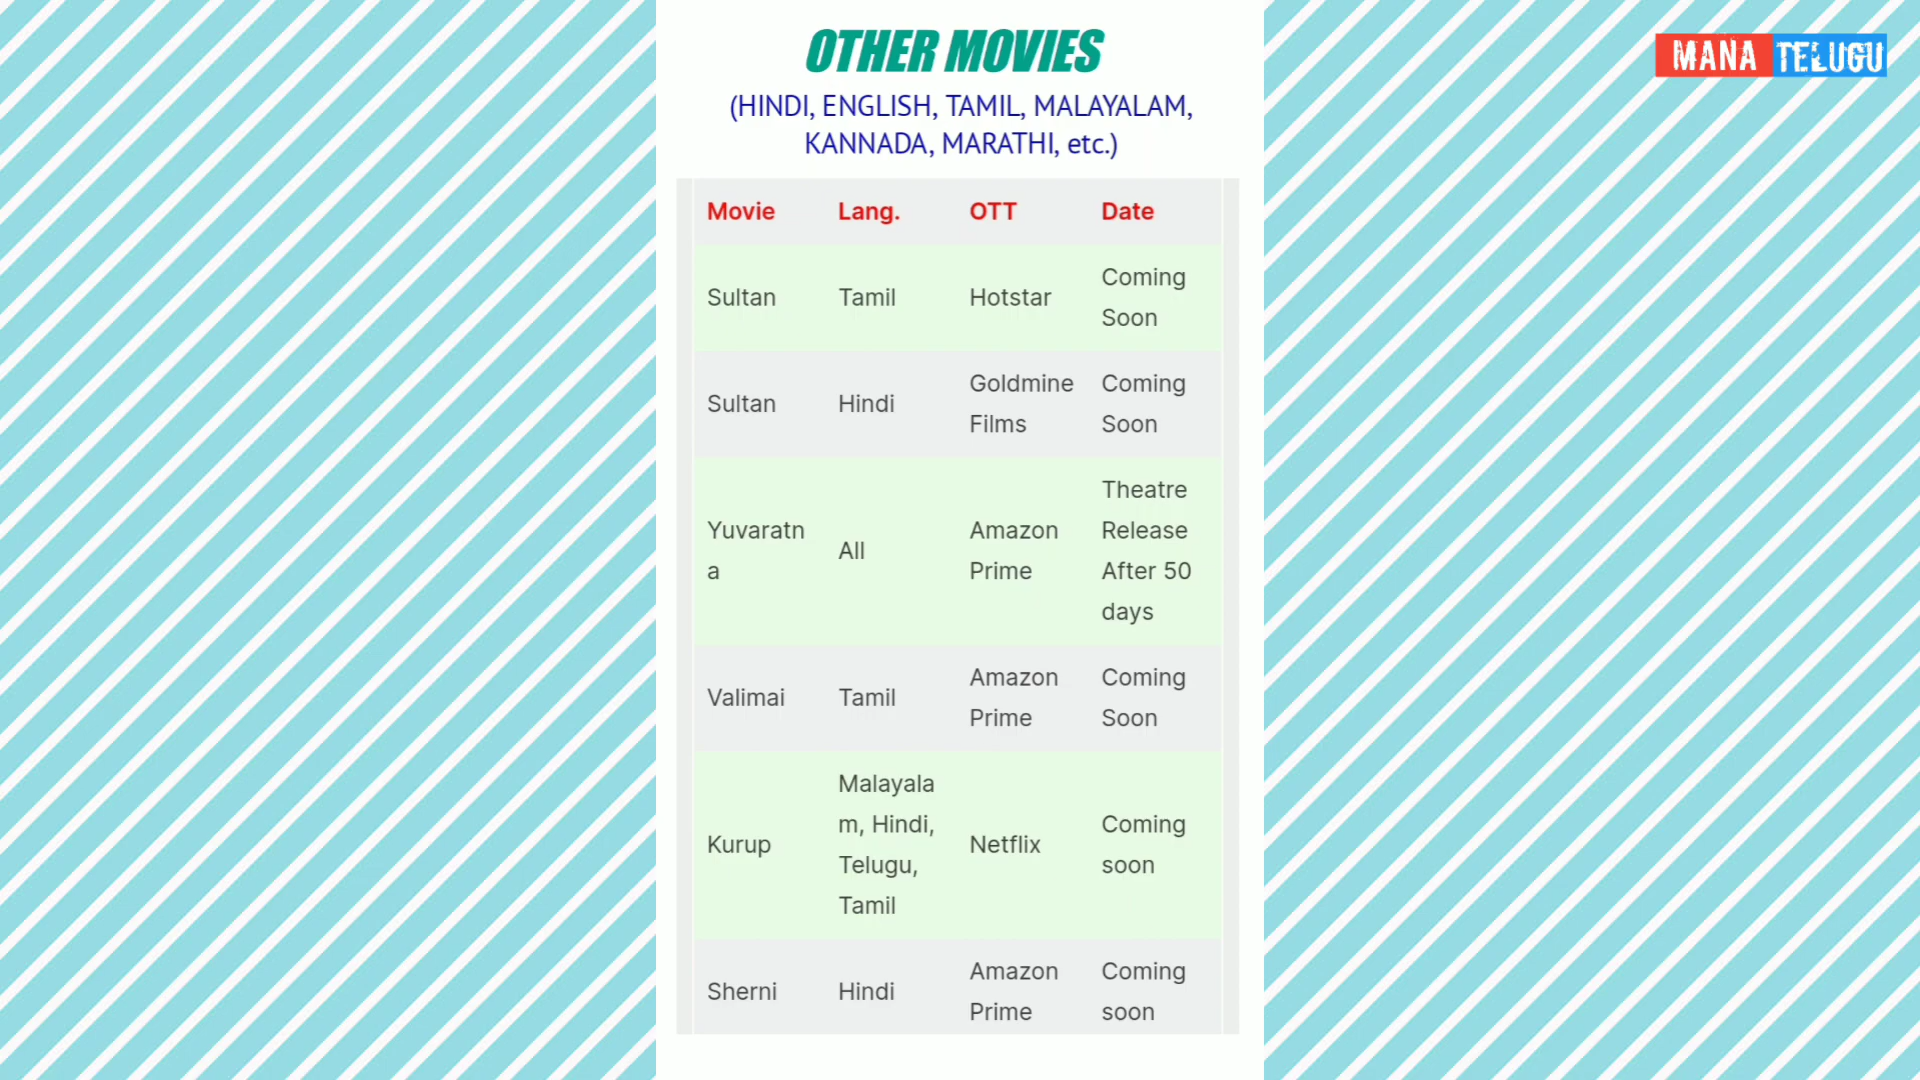 OTHER MOVIES
MANA TELUGU
(HINDI, ENGLISH, TAMIL, MALAYALAM,
KANNADA, MARATHI, etc.)
Movie Lang. OTT Date
Sultan Tamil Hotstar Coming
Soon
Sultan Hindi Goldmine
Films Coming
Soon
Yuvaratn
a All Amazon
Prime Theatre
Release
After 50
days
Valimai Tamil Amazon
Prime Coming
Soon
Kurup Malayala
m, Hindi,
Telugu,
Tamil Netflix Coming
soon
Sherni Hindi Amazon
Prime Coming
soon